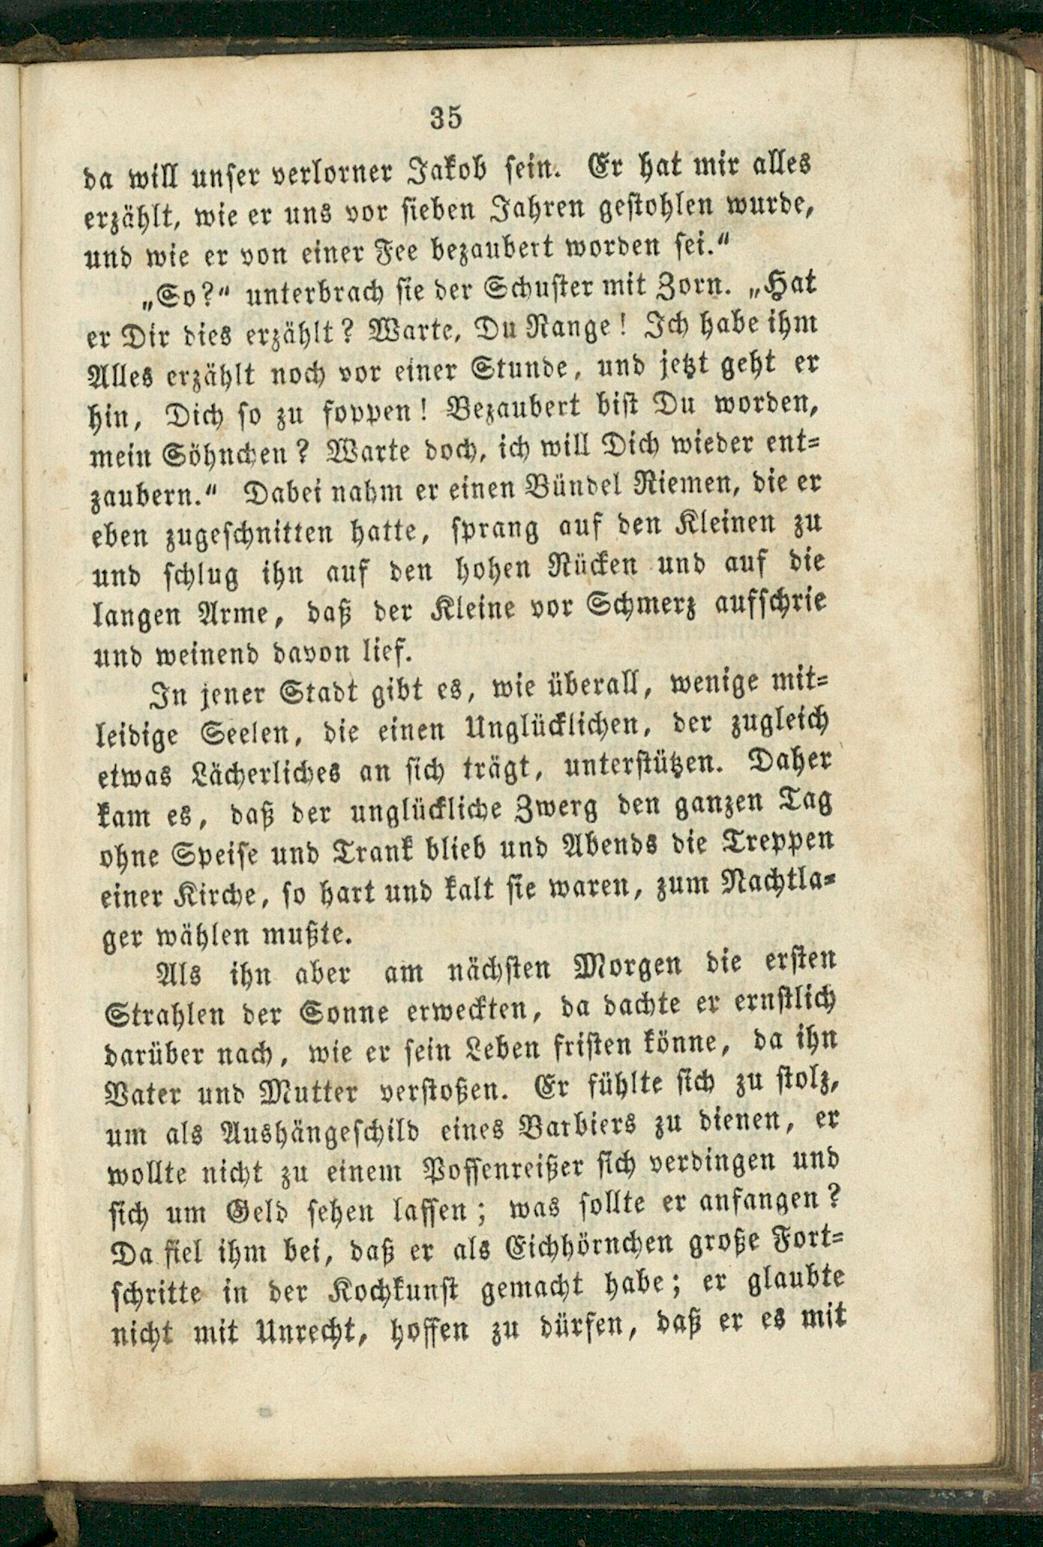 35
da will unser verlorner Jakob sein. Er hat mir alles
erzählt, wie er uns vor sieben Jahren gestohlen wurde,
und wie er von einer Fee bezaubert worden sei.“
„So?“ unterbrach sie der Schuster mit Zorn. „Hat
er Dir dies erzählt? Warte, Du Range! Ich habe ihm
Alles erzählt noch vor einer Stunde, und jetzt geht er
hin, Dich so zu foppen! Bezaubert bist Du worden,
mein Söhnchen? Warte doch, ich will Dich wieder ent-
zaubern.“ Dabei nahm er einen Bündel Riemen, die er
eben zugeschnitten hatte, sprang auf den Kleinen zu
und schlug ihn auf den hohen Rücken und auf die
langen Arme, daß der Kleine vor Schmerz aufschrie
und weinend davon lief.
In jener Stadt gibt es, wie überall, wenige mit-
leidige Seelen, die einen Unglücklichen, der zugleich
etwas Lächerliches an sich trägt, unterstützen. Daher
kam es, daß der unglückliche Zwerg den ganzen Tag
ohne Speise und Trank blieb und Abends die Treppen
einer Kirche, so hart und kalt sie waren, zum Nachtla-
ger wählen mußte.
Als ihn aber am nächsten Morgen die ersten
Strahlen der Sonne erweckten, da dachte er ernstlich
darüber nach, wie er sein Leben fristen könne, da ihn
Vater und Mutter verstoßen. Er fühlte sich zu stolz,
um als Aushängeschild eines Barbiers zu dienen, er
wollte nicht zu einem Possenreißer sich verdingen und
sich um Geld sehen lassen; was sollte er anfangen?
Da fiel ihm bei, daß er als Eichhörnchen große Fort-
schritte in der Kochkunst gemacht habe; er glaubte
nicht mit Unrecht, hoffen zu dürfen, daß er es mit